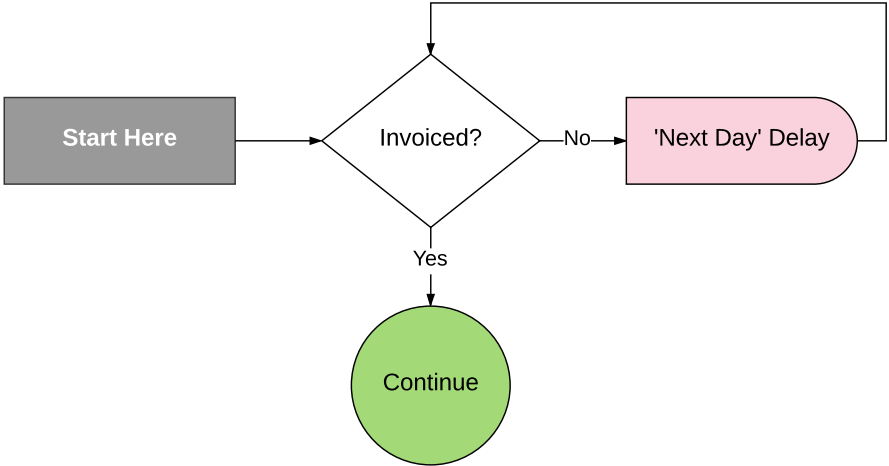 Start Here
Invoiced?
No
'Next Day' Delay
Yes
Continue